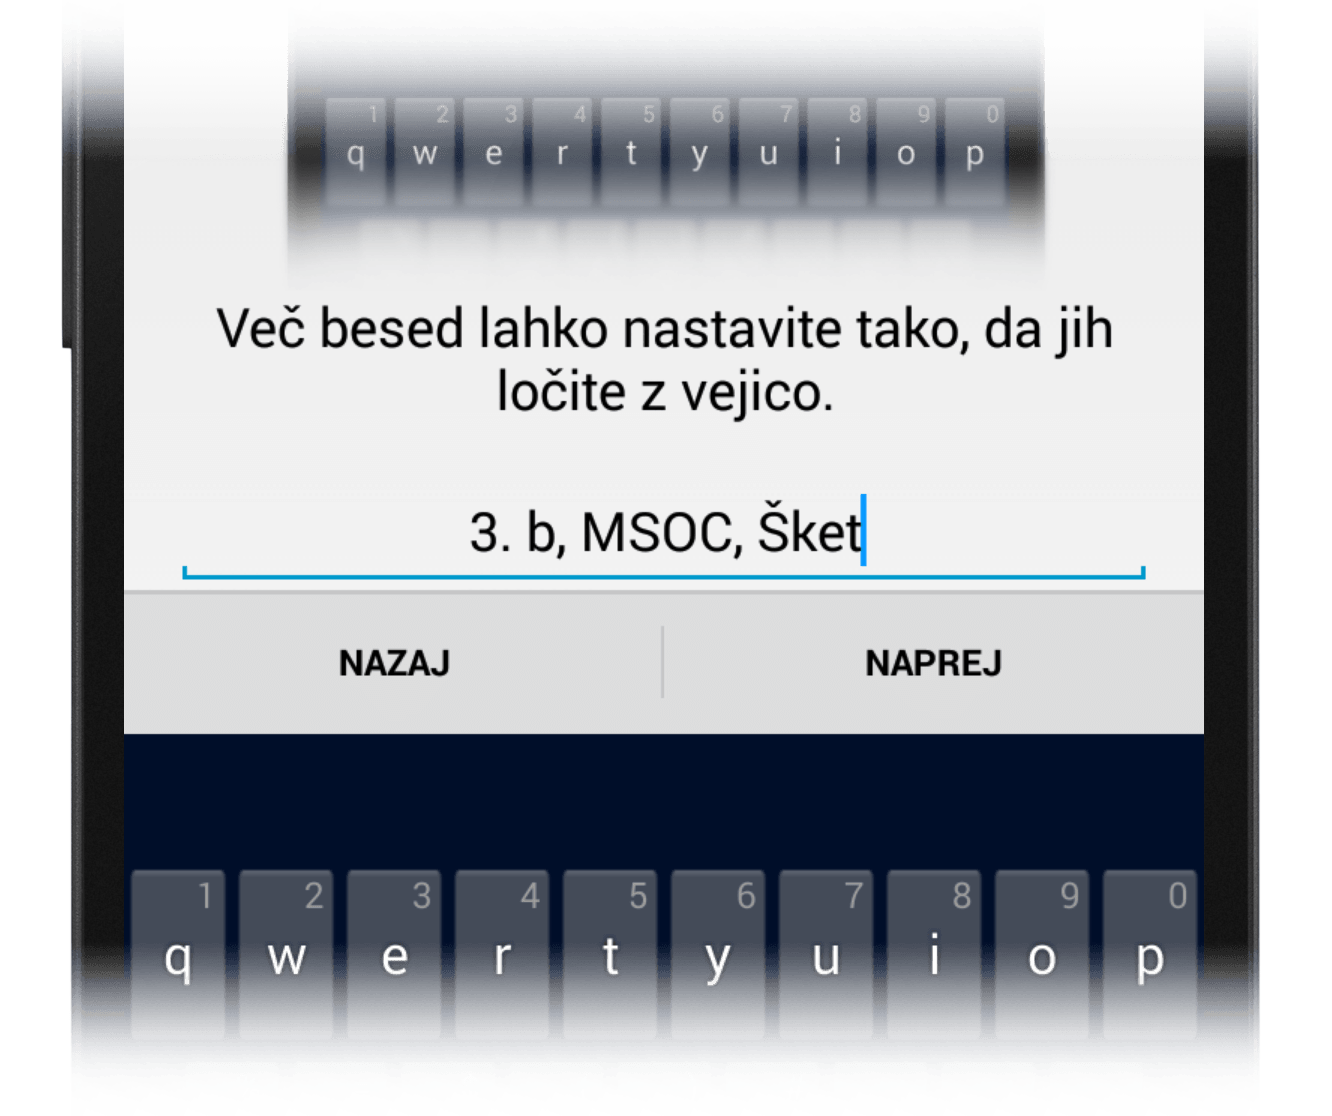 1 2 3 4 5 6 7 8 9 0
q w e r t y u i o p
Več besed lahko nastavite tako, da jih
ločite z vejico.
3. b, MSOC, Šket
NAZAJ NAPREJ
1 2 3 4 5 6 7 8 9 0
q w e r t y u i o p